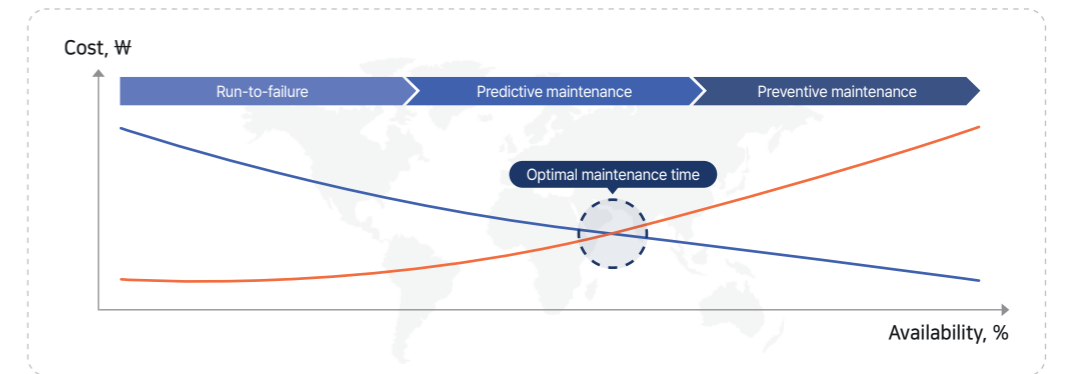 Cost, ₩
Run-to-failure
Predictive maintenance
Preventive maintenance
Optimal maintenance time
Availability, %